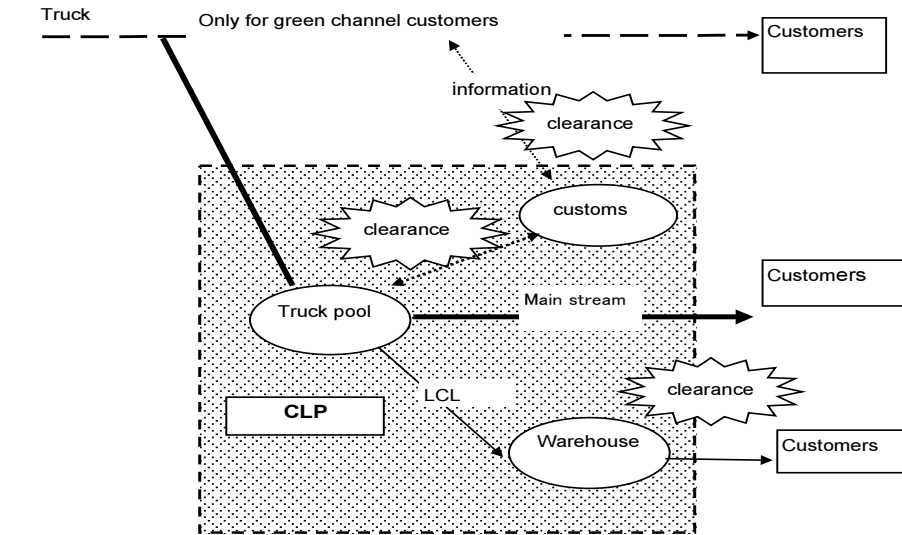 Truck
Only for green channel customers
Customers
information
clearance
customs
clearance
Customers
Main stream
Truck pool
clearance
LCL
CLP
Warehouse
Customers